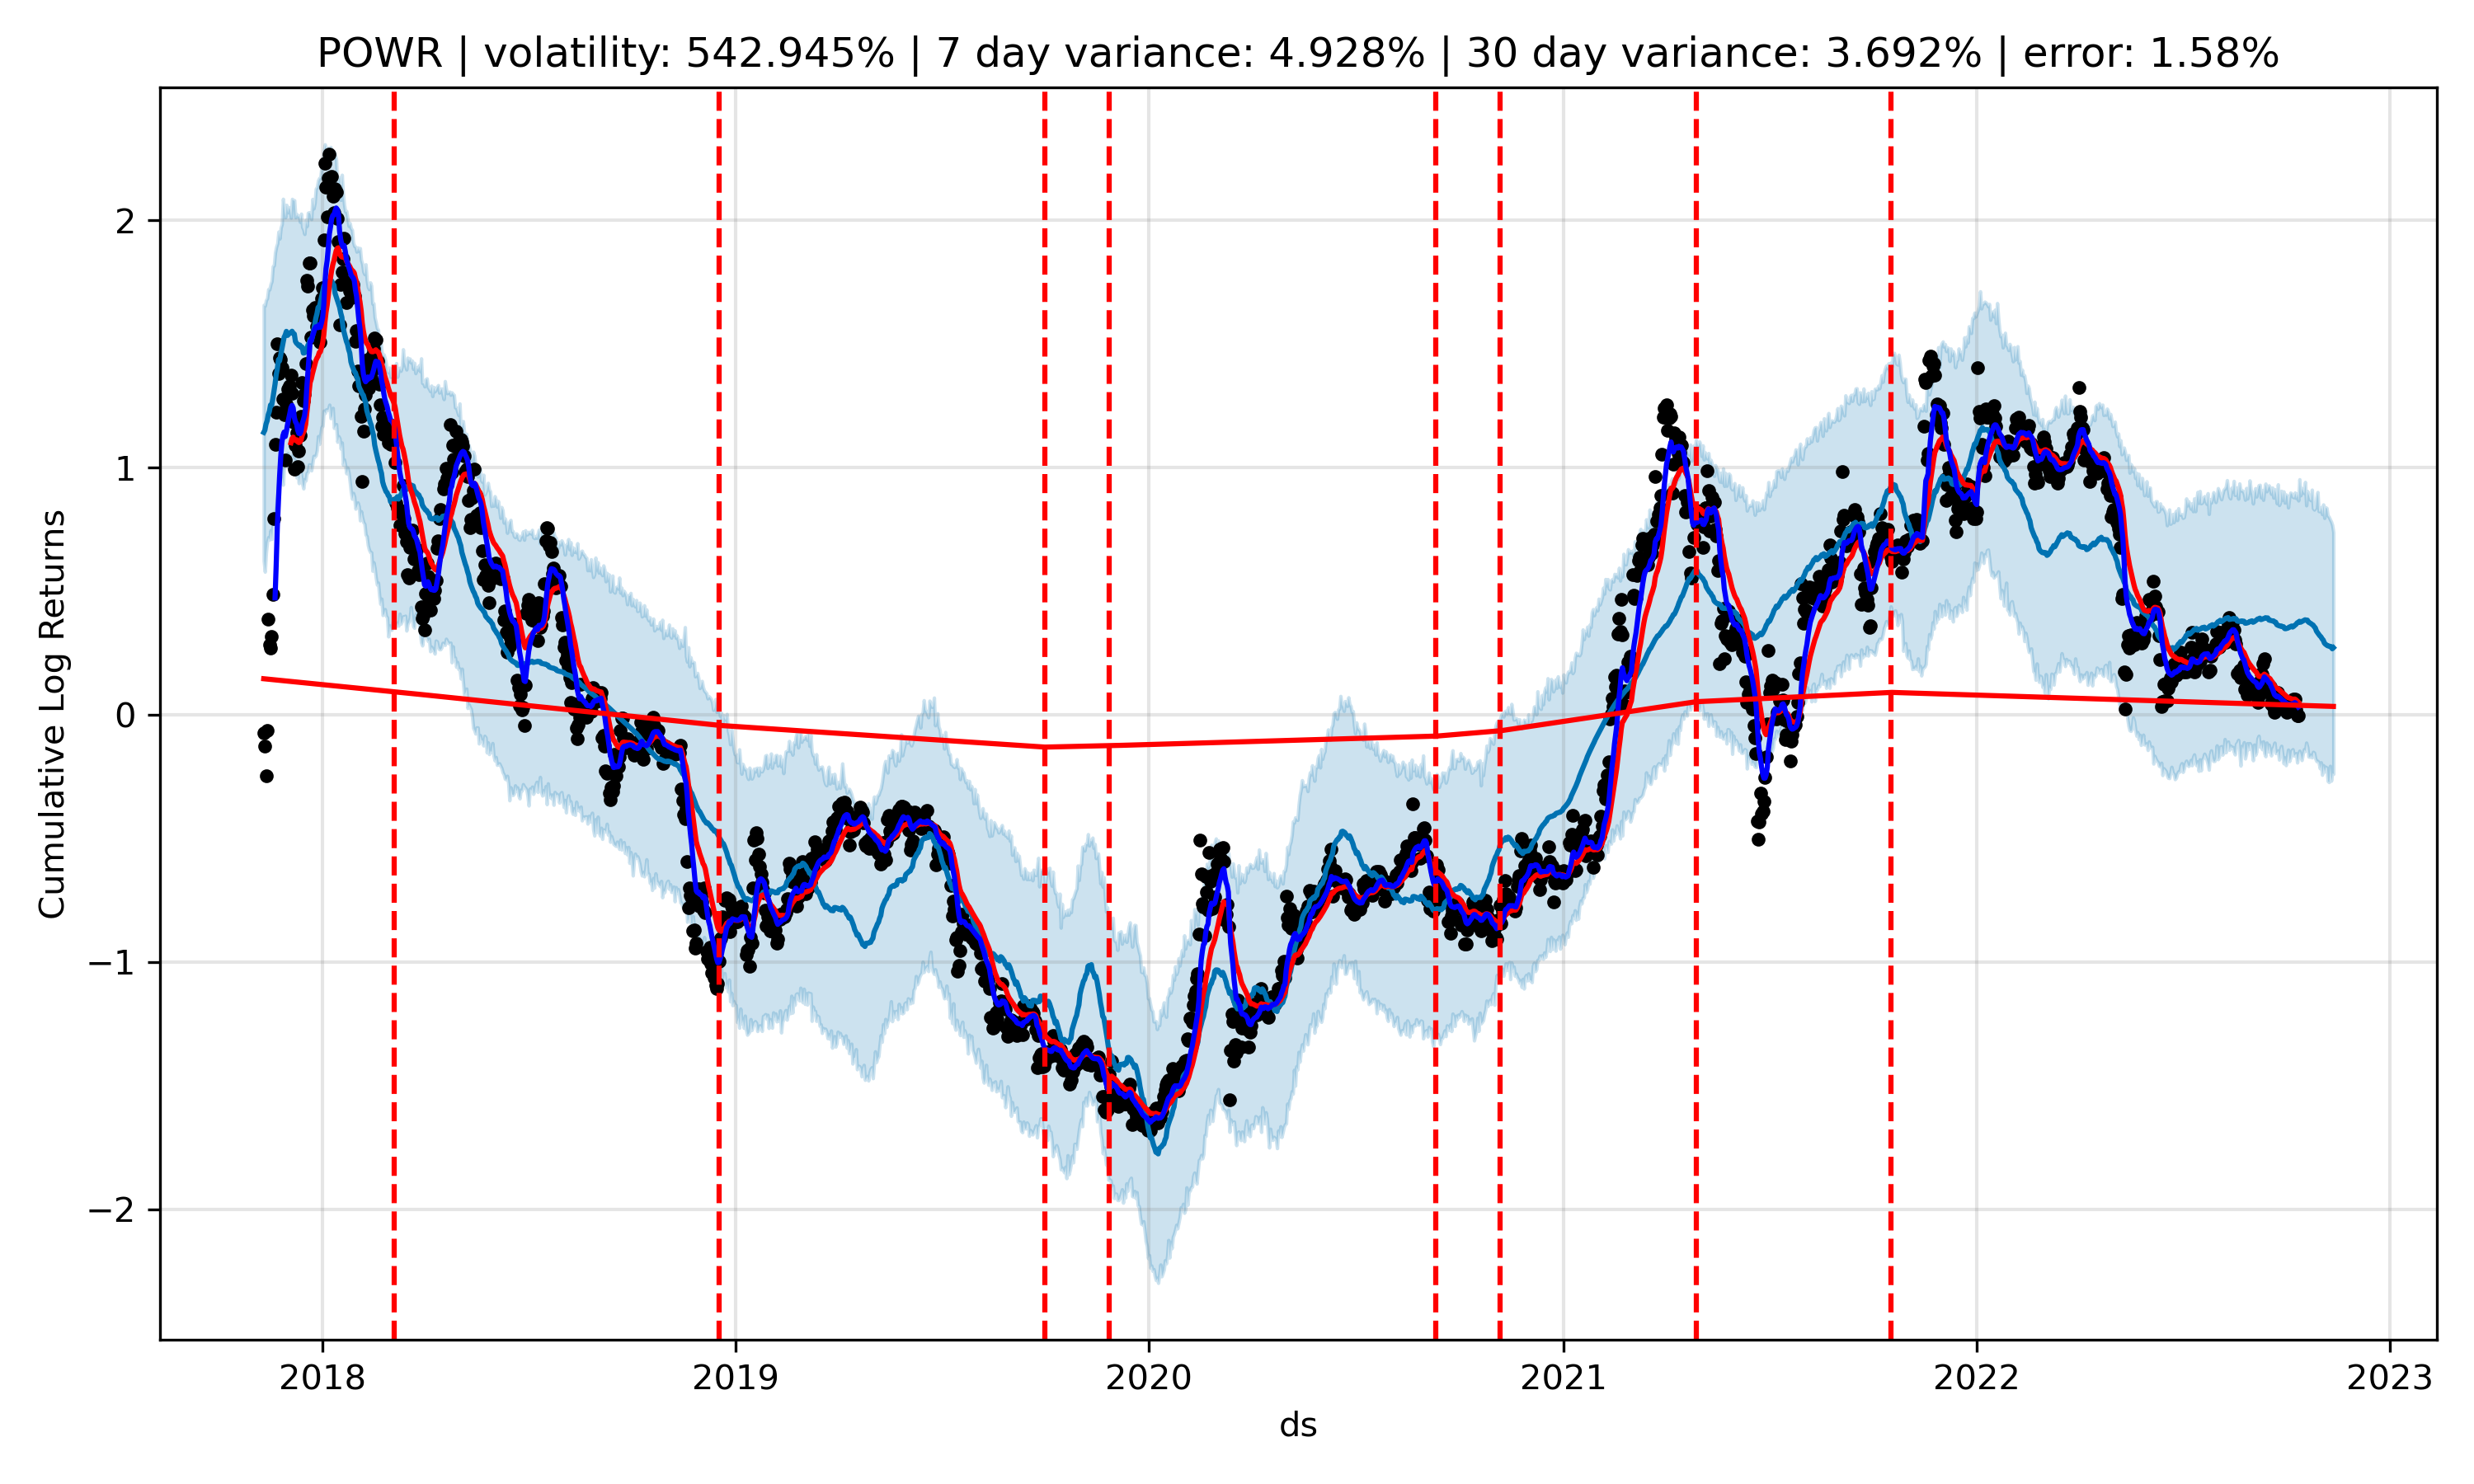 POWR | volatility: 542.945% | 7 day variance: 4.928% | 30 day variance: 3.692% | error: 1.58%
Cumulative Log Returns
2
1
0
−1
−2
2018 2019 2020 2021 2022 2023
ds